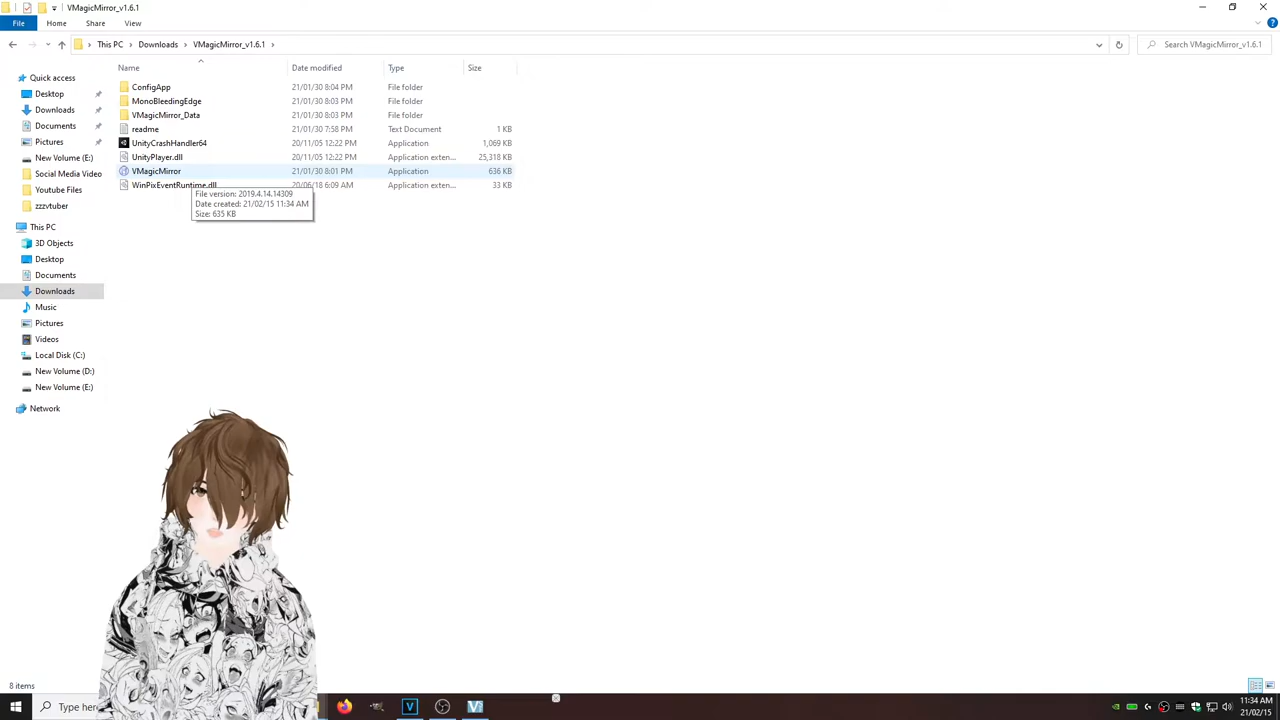 VMagicMirror_v1.6.1
File Home Share View
This PC Downloads VMagicMirror_v1.6.1 Search VMagicMirror_v1.6.1
Name Date modified Type Size
Quick access
Desktop
Downloads
Documents
Pictures
New Volume (E:)
Social Media Video
Youtube Files
zzzvtuber
This PC
3D Objects
Desktop
Documents
Downloads
Music
Pictures
Videos
Local Disk (C:)
New Volume (D:)
New Volume (E:)
Network
ConfigApp 21/01/30 8:04 PM File folder
MonoBleedingEdge 21/01/30 8:03 PM File folder
VMagicMirror_Data 21/01/30 8:03 PM File folder
readme 21/01/30 7:58 PM Text Document 1 KB
UnityCrashHandler64 20/11/05 12:22 PM Application 1,069 KB
UnityPlayer.dll 20/11/05 12:22 PM Application exten... 25,318 KB
VMagicMirror 21/01/30 8:01 PM Application 636 KB
WinPixEventRuntime.dll 20/06/18 6:09 AM Application exten... 33 KB
File version: 2019.4.14.14309
Date created: 21/02/15 11:34 AM
Size: 635 KB
8 items
Type here
11:34 AM
21/02/15